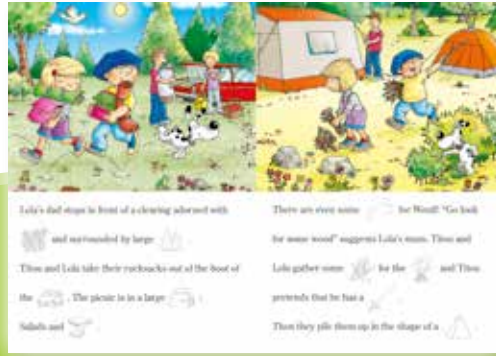 Lola's dad stops in front of a clearing adorned with
and surrounded by large
Titou and Lola take their rucksacks out of the boot of
the . The picnic is in a large ,
Salads and .
There are even some for Woolf! "Go look
for some wood" suggests Lola's mum. Titou and
Lola gather some for the and Titou
pretends that he has a .
Then they pile them up in the shape of a .